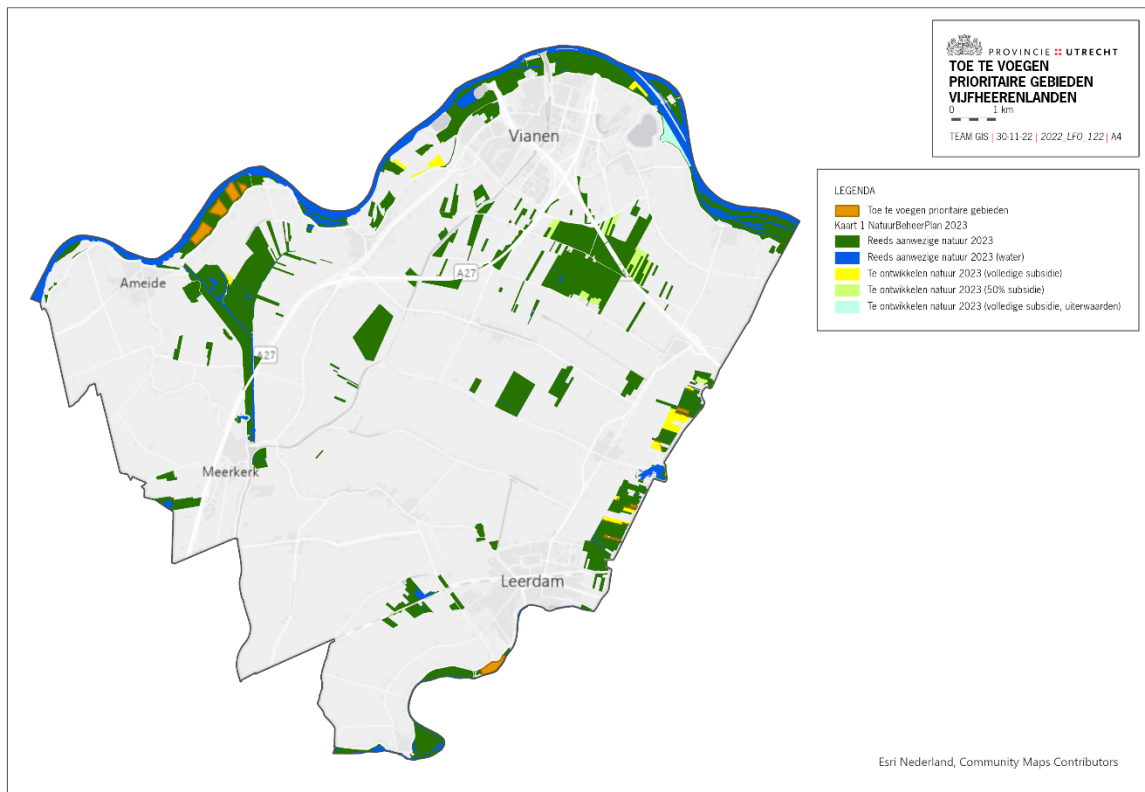 PROVINCIE UTRECHT
TOE TE VOEGEN
PRIORITAIRE GEBIEDEN
VIJFHEERENLANDEN
0 1 km
TEAM GIS | 30-11-22 | 2022_LFO_122 | A4
LEGENDA
Toe te voegen prioritaire gebieden
Kaart 1 NatuurBeheerPlan 2023
Reeds aanwezige natuur 2023
Reeds aanwezige natuur 2023 (water)
Te ontwikkelen natuur 2023 (volledige subsidie)
Te ontwikkelen natuur 2023 (50% subsidie)
Te ontwikkelen natuur 2023 (volledige subsidie, uiterwaarden)
Vianen
A27
Ameide
A27
Meerkerk
Leerdam
Esri Nederland, Community Maps Contributors